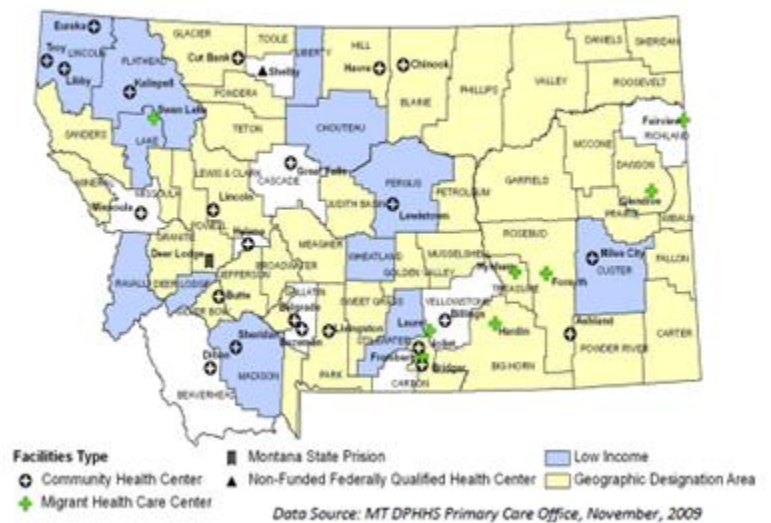 Eureka
GLACIER
TOOLE
LIBERTY
HILL
DANIELS
SHERIDAN
Troy
LINCOLN
FLATHEAD
Cut Bank
Shelby
Havre
Chinook
Libby
Kalispell
PONDERA
BLAINE
PHILLIPS
VALLEY
ROOSEVELT
Swan Lake
SANDERS
LAKE
TETON
CHOUTEAU
Fairview
RICHLAND
MCCONE
DAWSON
MINERAL
MISSOULA
LEWIS & CLARK
CASCADE
Great Falls
FERGUS
PETROLEUM
GARFIELD
Glendive
Missoula
Lincoln
POWELL
JUDITH BASIN
Lewistown
PRAIRIE
WIBAUX
GRANITE
Helena
MEAGHER
ROSEBUD
Deer Lodge
BROADWATER
WHEATLAND
MUSSELSHELL
GOLDEN VALLEY
Miles City
CUSTER
FALLON
RAVALLI
DEER LODGE
JEFFERSON
Butte
SILVER BOW
GALLATIN
Belgrade
SWEET GRASS
YELLOWSTONE
TREASURE
Forsyth
Bozeman
Livingston
Laurel
Billings
Hardin
Ashland
CARTER
Sheridan
Dillon
STILLWATER
Joliet
Fromberg
Bridger
POWDER RIVER
BEAVERHEAD
MADISON
PARK
CARBON
BIG HORN
Facilities Type
Community Health Center
Migrant Health Care Center
Montana State Prision
Non-Funded Federally Qualified Health Center
Low Income
Geographic Designation Area
Data Source: MT DPHHS Primary Care Office, November, 2009